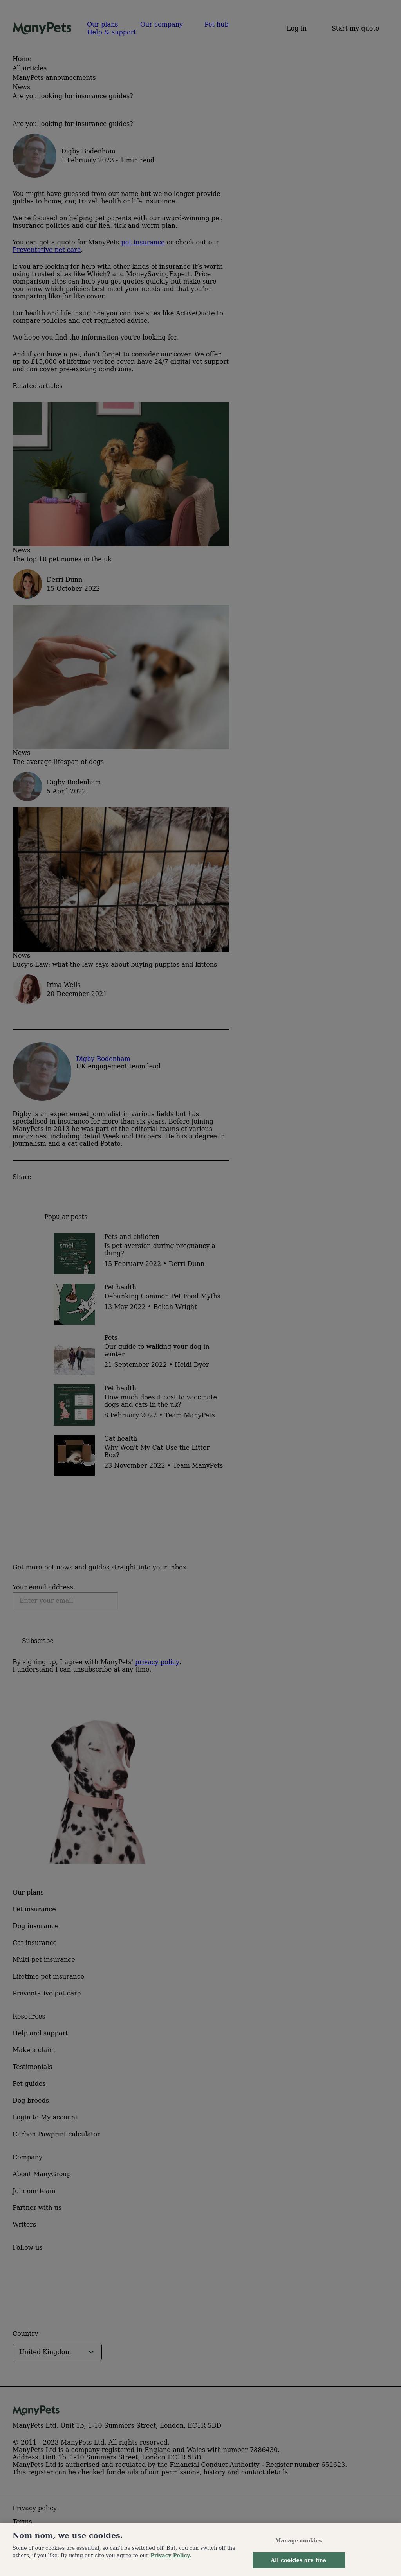 ManyPets
Our plans
Our company
Pet hub
Help & support
Log in
Start my quote
Home
All articles
ManyPets announcements
News
Are you looking for insurance guides?
Are you looking for insurance guides?
Digby Bodenham
1 February 2023 - 1 min read
You might have guessed from our name but we no longer provide
guides to home, car, travel, health or life insurance.
We’re focused on helping pet parents with our award-winning pet
insurance policies and our flea, tick and worm plan.
You can get a quote for ManyPets pet insurance or check out our
Preventative pet care.
If you are looking for help with other kinds of insurance it’s worth
using trusted sites like Which? and MoneySavingExpert. Price
comparison sites can help you get quotes quickly but make sure
you know which policies best meet your needs and that you’re
comparing like-for-like cover.
For health and life insurance you can use sites like ActiveQuote to
compare policies and get regulated advice.
We hope you find the information you’re looking for.
And if you have a pet, don’t forget to consider our cover. We offer
up to £15,000 of lifetime vet fee cover, have 24/7 digital vet support
and can cover pre-existing conditions.
Related articles
News
The top 10 pet names in the uk
Derri Dunn
15 October 2022
News
The average lifespan of dogs
Digby Bodenham
5 April 2022
News
Lucy’s Law: what the law says about buying puppies and kittens
Irina Wells
20 December 2021
Digby Bodenham
UK engagement team lead
Digby is an experienced journalist in various fields but has
specialised in insurance for more than six years. Before joining
ManyPets in 2013 he was part of the editorial teams of various
magazines, including Retail Week and Drapers. He has a degree in
journalism and a cat called Potato.
Share
Popular posts
smell
Pets and children
Is pet aversion during pregnancy a
thing?
15 February 2022 • Derri Dunn
Pet health
Debunking Common Pet Food Myths
13 May 2022 • Bekah Wright
Pets
Our guide to walking your dog in
winter
21 September 2022 • Heidi Dyer
Pet health
How much does it cost to vaccinate
dogs and cats in the uk?
8 February 2022 • Team ManyPets
Cat health
Why Won't My Cat Use the Litter
Box?
23 November 2022 • Team ManyPets
Get more pet news and guides straight into your inbox
Your email address
Enter your email
Subscribe
By signing up, I agree with ManyPets' privacy policy.
I understand I can unsubscribe at any time.
Our plans
Pet insurance
Dog insurance
Cat insurance
Multi-pet insurance
Lifetime pet insurance
Preventative pet care
Resources
Help and support
Make a claim
Testimonials
Pet guides
Dog breeds
Login to My account
Carbon Pawprint calculator
Company
About ManyGroup
Join our team
Partner with us
Writers
Follow us
Country
United Kingdom
ManyPets
ManyPets Ltd. Unit 1b, 1-10 Summers Street, London, EC1R 5BD
© 2011 - 2023 ManyPets Ltd. All rights reserved.
ManyPets Ltd is a company registered in England and Wales with number 7886430.
Address: Unit 1b, 1-10 Summers Street, London EC1R 5BD.
ManyPets Ltd is authorised and regulated by the Financial Conduct Authority - Register number 652623.
This register can be checked for details of our permissions, history and contact details.
Privacy policy
Terms
Nom nom, we use cookies.
Some of our cookies are essential, so can’t be switched off. But, you can switch off the
others, if you like. By using our site you agree to our Privacy Policy.
Manage cookies
All cookies are fine